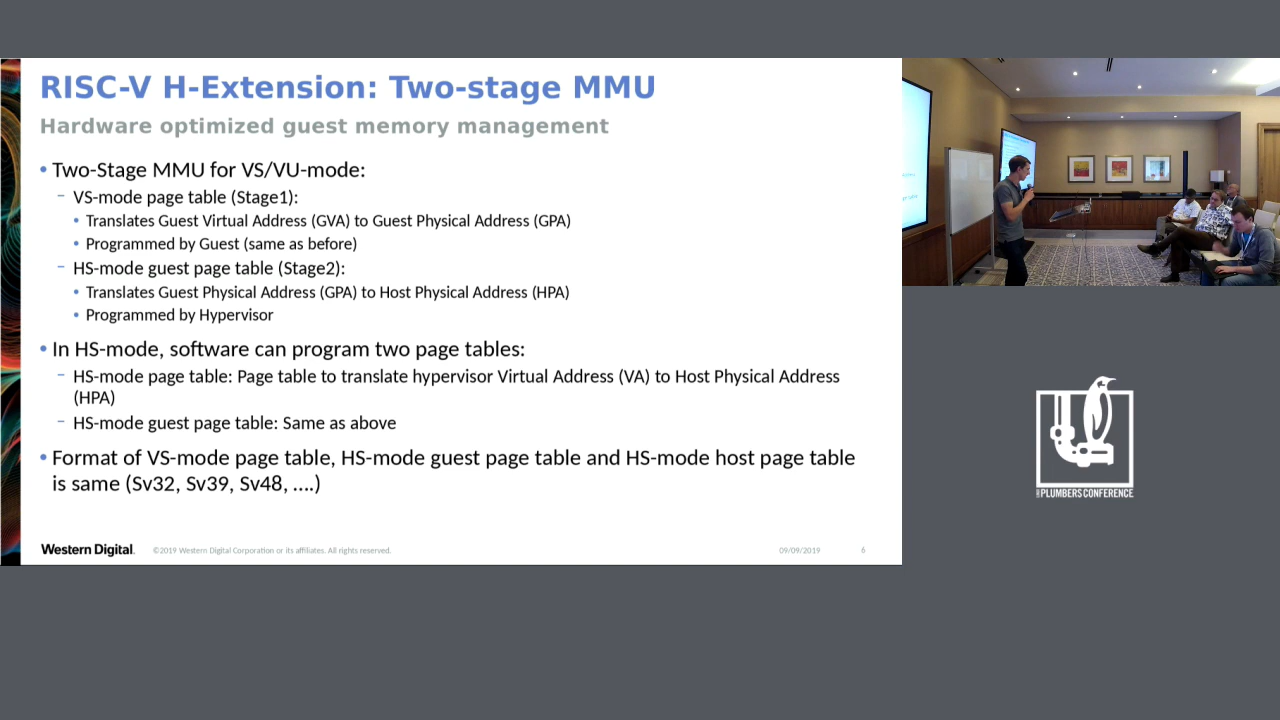 RISC-V H-Extension: Two-stage MMU
Hardware optimized guest memory management
• Two-Stage MMU for VS/VU-mode:
– VS-mode page table (Stage1):
• Translates Guest Virtual Address (GVA) to Guest Physical Address (GPA)
• Programmed by Guest (same as before)
– HS-mode guest page table (Stage2):
• Translates Guest Physical Address (GPA) to Host Physical Address (HPA)
• Programmed by Hypervisor
• In HS-mode, software can program two page tables:
– HS-mode page table: Page table to translate hypervisor Virtual Address (VA) to Host Physical Address
(HPA)
– HS-mode guest page table: Same as above
• Format of VS-mode page table, HS-mode guest page table and HS-mode host page table
is same (Sv32, Sv39, Sv48, ....)
Western Digital.
©2019 Western Digital Corporation or its affiliates. All rights reserved.
09/09/2019
6
PLUMBERS CONFERENCE